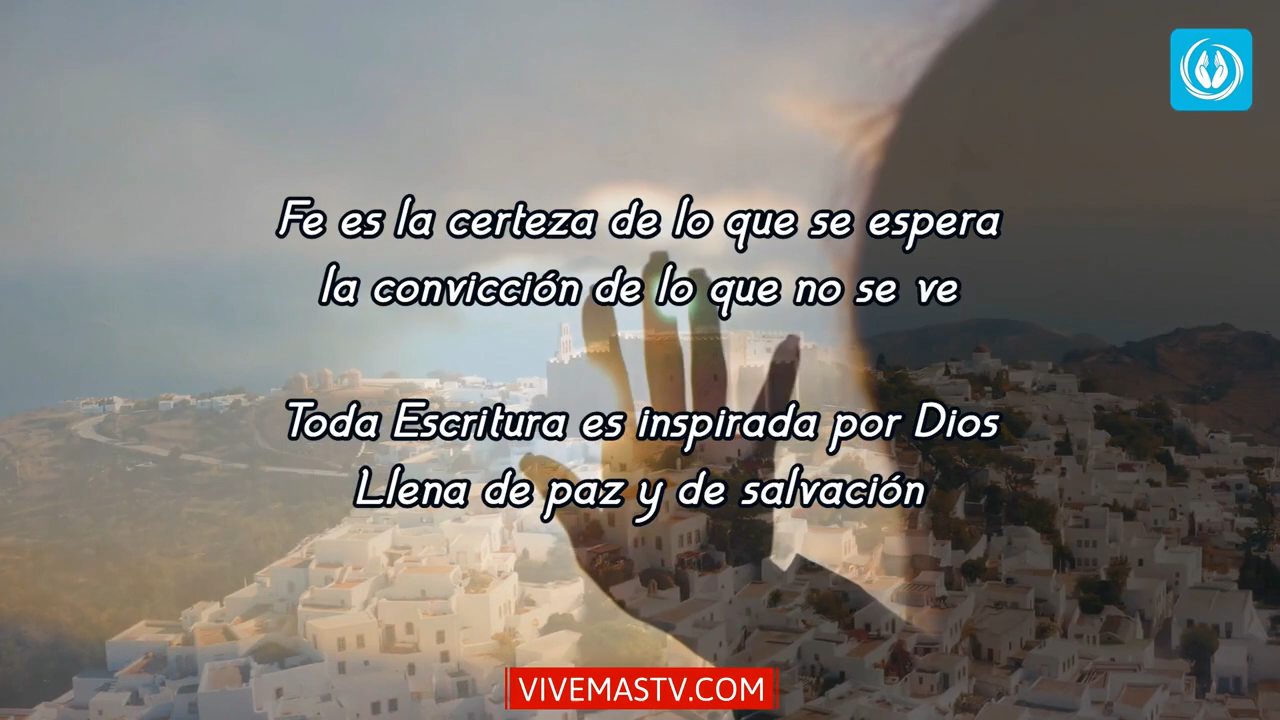 Fe es la certeza de lo que se espera
la convicción de lo que no se ve
Toda Escritura es inspirada por Dios
Llena de paz y de salvación
VIVEMASTV.COM